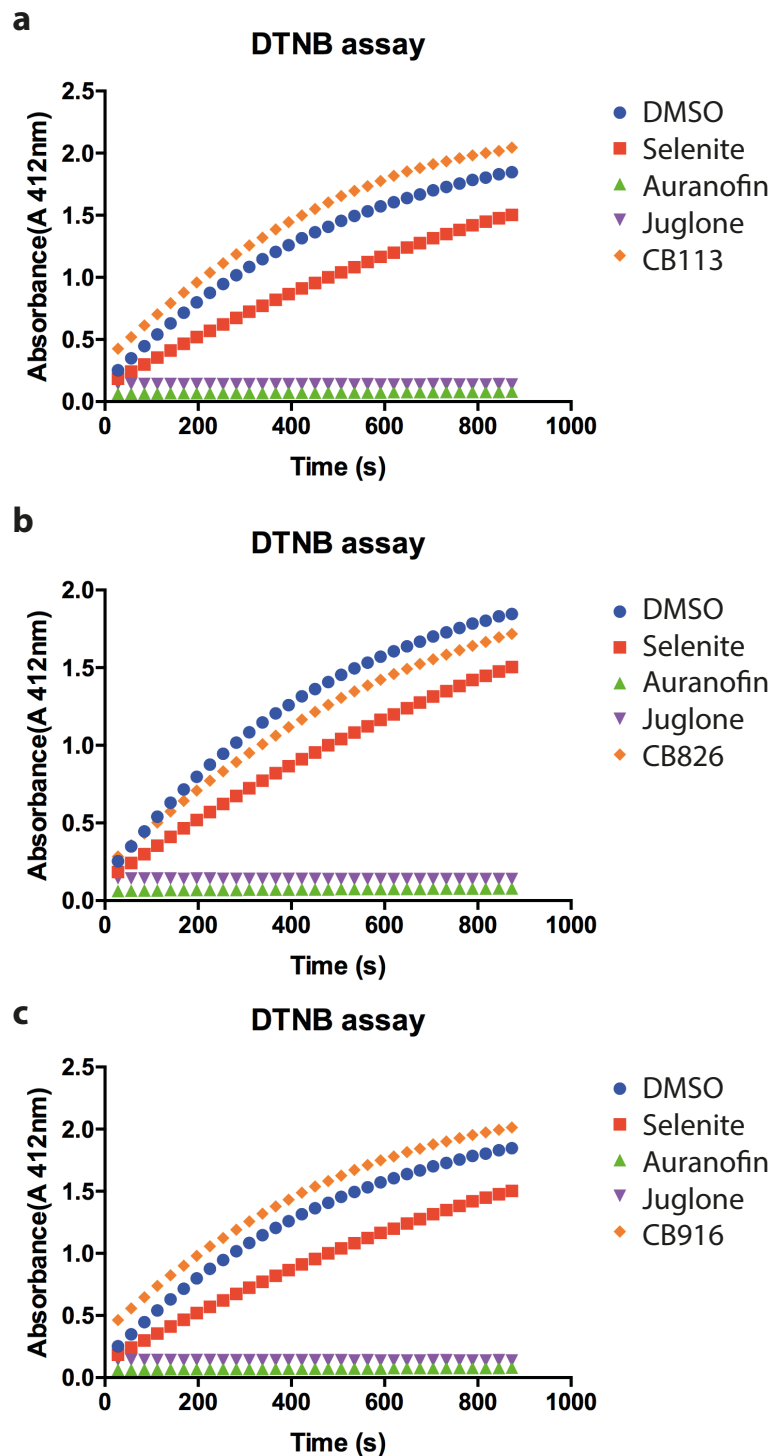 a
DTNB assay
Absorbance(A 412nm)
2.5
2.0
1.5
1.0
0.5
0.0
0 200 400 600 800 1000
Time (s)
DMSO
Selenite
Auranofin
Juglone
CB113
b
DTNB assay
Absorbance(A 412nm)
2.0
1.5
1.0
0.5
0.0
0 200 400 600 800 1000
Time (s)
DMSO
Selenite
Auranofin
Juglone
CB826
c
DTNB assay
Absorbance(A 412nm)
2.5
2.0
1.5
1.0
0.5
0.0
0 200 400 600 800 1000
Time (s)
DMSO
Selenite
Auranofin
Juglone
CB916